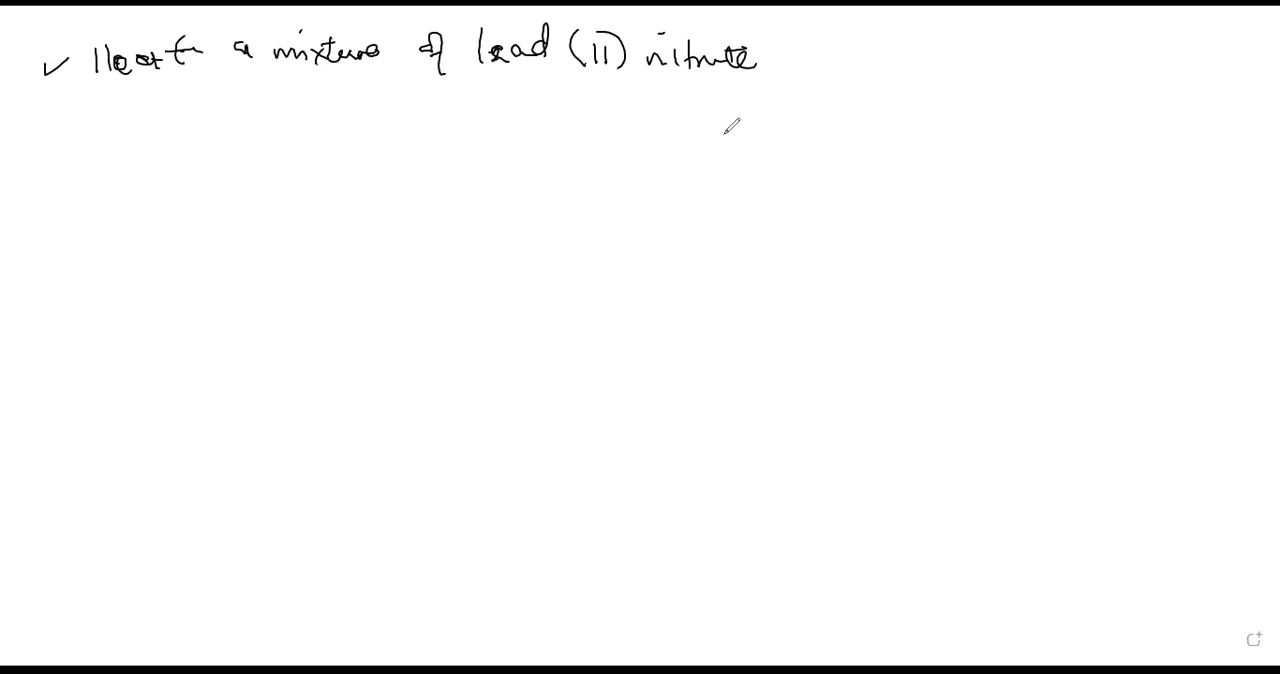 ✓ Heat a mixture of lead (II) nitrate